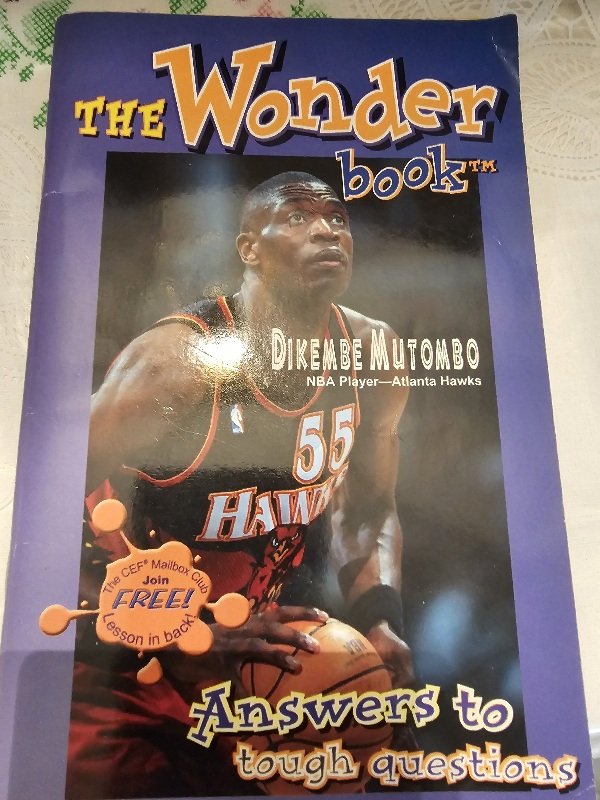 THE Wonder
book™
DIKEMBE MUTOMBO
NBA Player—Atlanta Hawks
55
HAWKS
The CEF® Mailbox Club
Join
FREE!
Lesson in back!
Answers to
tough questions